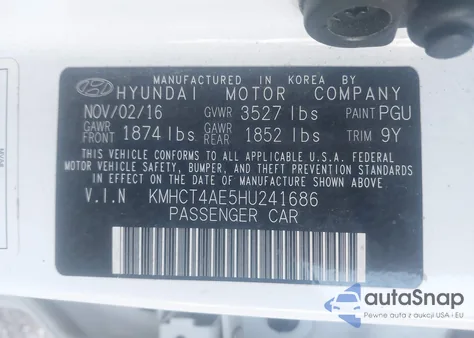 MANUFACTURED IN KOREA BY
HYUNDAI MOTOR COMPANY
NOV/02/16 GVWR 3527 lbs PAINT PGU
GAWR FRONT 1874 lbs GAWR REAR 1852 lbs TRIM 9Y
THIS VEHICLE CONFORMS TO ALL APPLICABLE U.S.A. FEDERAL
MOTOR VEHICLE SAFETY, BUMPER, AND THEFT
PREVENTION STANDARDS IN EFFECT ON THE DATE OF
MANUFACTURE SHOWN ABOVE.
V.I.N KMHCT4AE5HU241686
PASSENGER CAR
autoSnap
Pewne auta z aukcji USA i EU